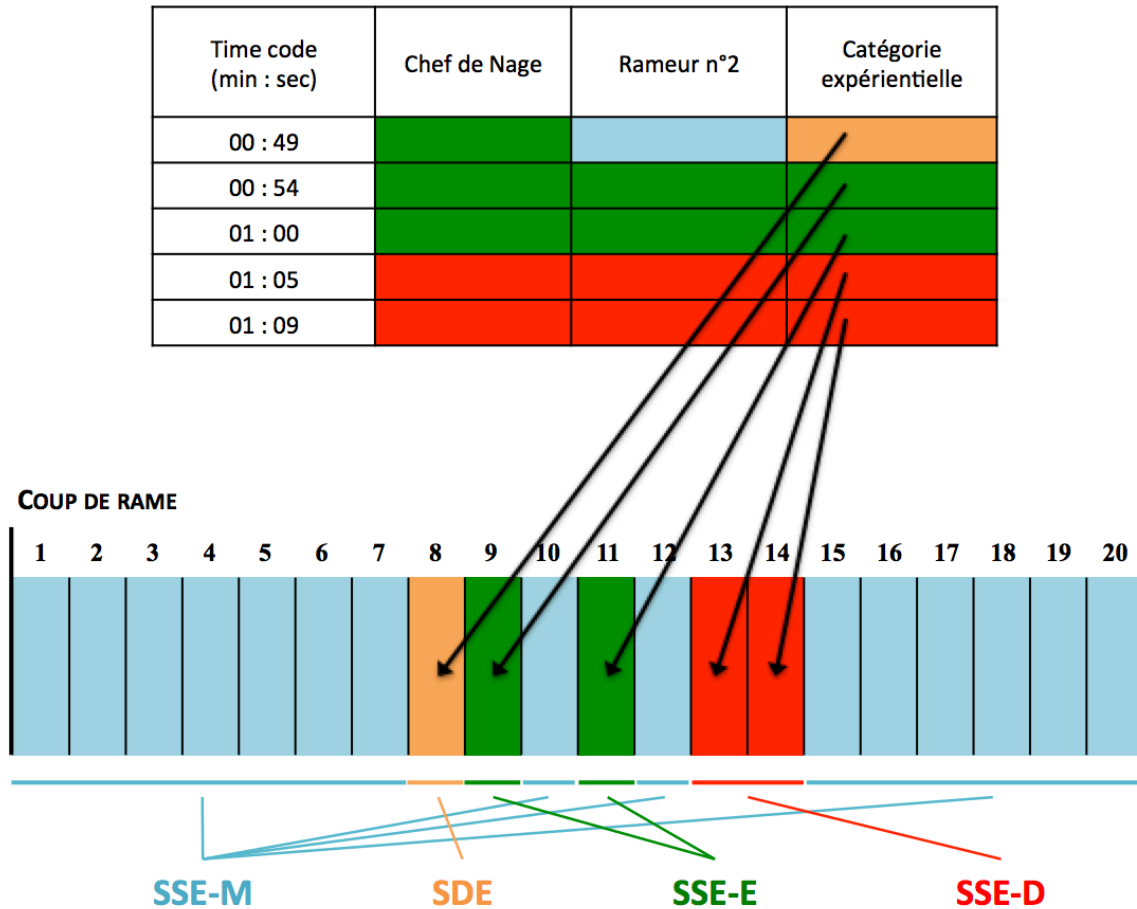 Time code
(min : sec)
Chef de Nage
Rameur n°2
Catégorie
expérientielle
00 : 49
00 : 54
01 : 00
01 : 05
01 : 09
COUP DE RAME
1 2 3 4 5 6 7 8 9 10 11 12 13 14 15 16 17 18 19 20
SSE-M SDE SSE-E SSE-D